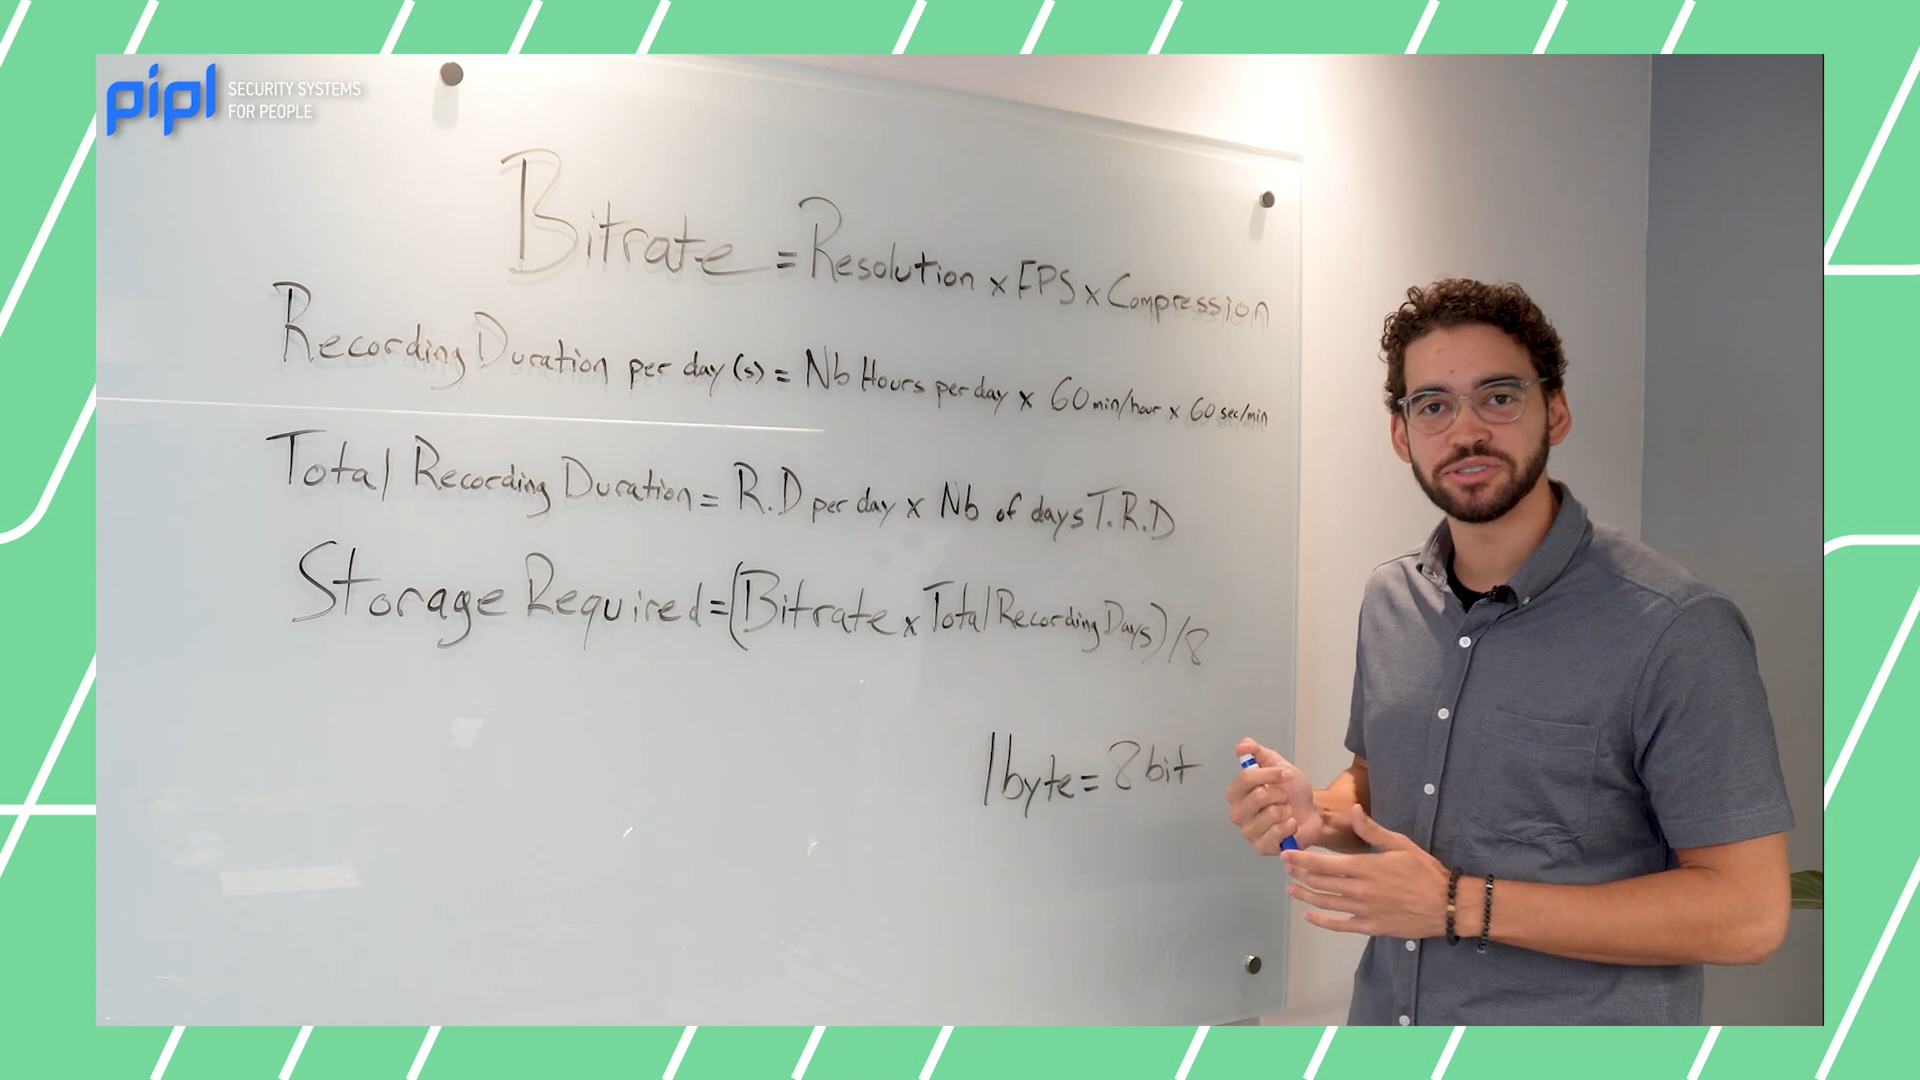 pipl
SECURITY SYSTEMS
FOR PEOPLE
Bitrate = Resolution x FPS x Compression
Recording Duration per day (s) = Nb Hours per day x 60 min/hour x 60 sec/min
Total Recording Duration = R.D per day x Nb of days T.R.D
Storage Required = (Bitrate x Total Recording Days) / 8
1 byte = 8 bit